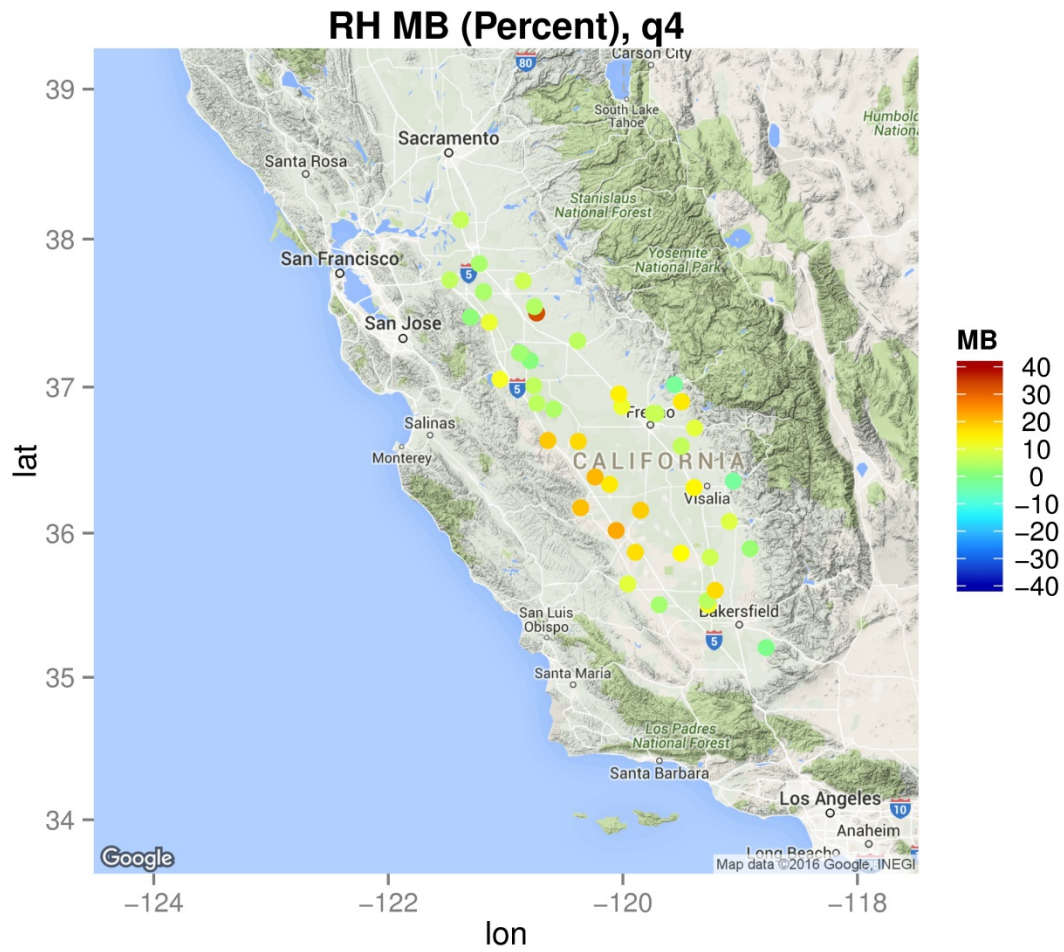 RH MB (Percent), q4
lat
39
38
37
36
35
34
80
Carson City
South Lake
Tahoe
Sacramento
Santa Rosa
Stanislaus
National Forest
San Francisco
5
Yosemite
National Park
San Jose
5
Salinas
Monterey
Fresno
CALIFORNIA
Visalia
Bakersfield
5
San Luis
Obispo
Santa Maria
Los Padres
National Forest
Santa Barbara
Los Angeles
10
Anaheim
Long Beach
Google
Map data ©2016 Google, INEGI
−124
−122
−120
−118
lon
MB
40
30
20
10
0
−10
−20
−30
−40